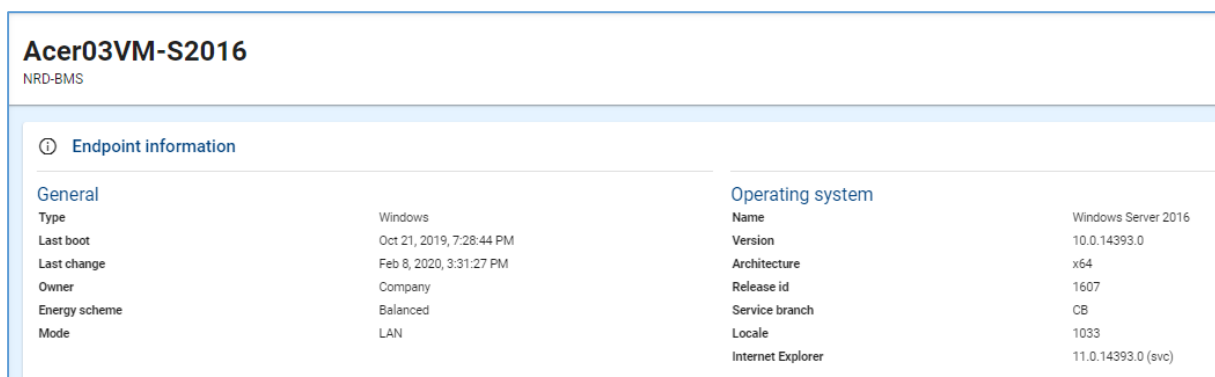 Acer03VM-S2016
NRD-BMS
Endpoint information
General
Type Windows
Last boot Oct 21, 2019, 7:28:44 PM
Last change Feb 8, 2020, 3:31:27 PM
Owner Company
Energy scheme Balanced
Mode LAN
Operating system
Name Windows Server 2016
Version 10.0.14393.0
Architecture x64
Release id 1607
Service branch CB
Locale 1033
Internet Explorer 11.0.14393.0 (svc)